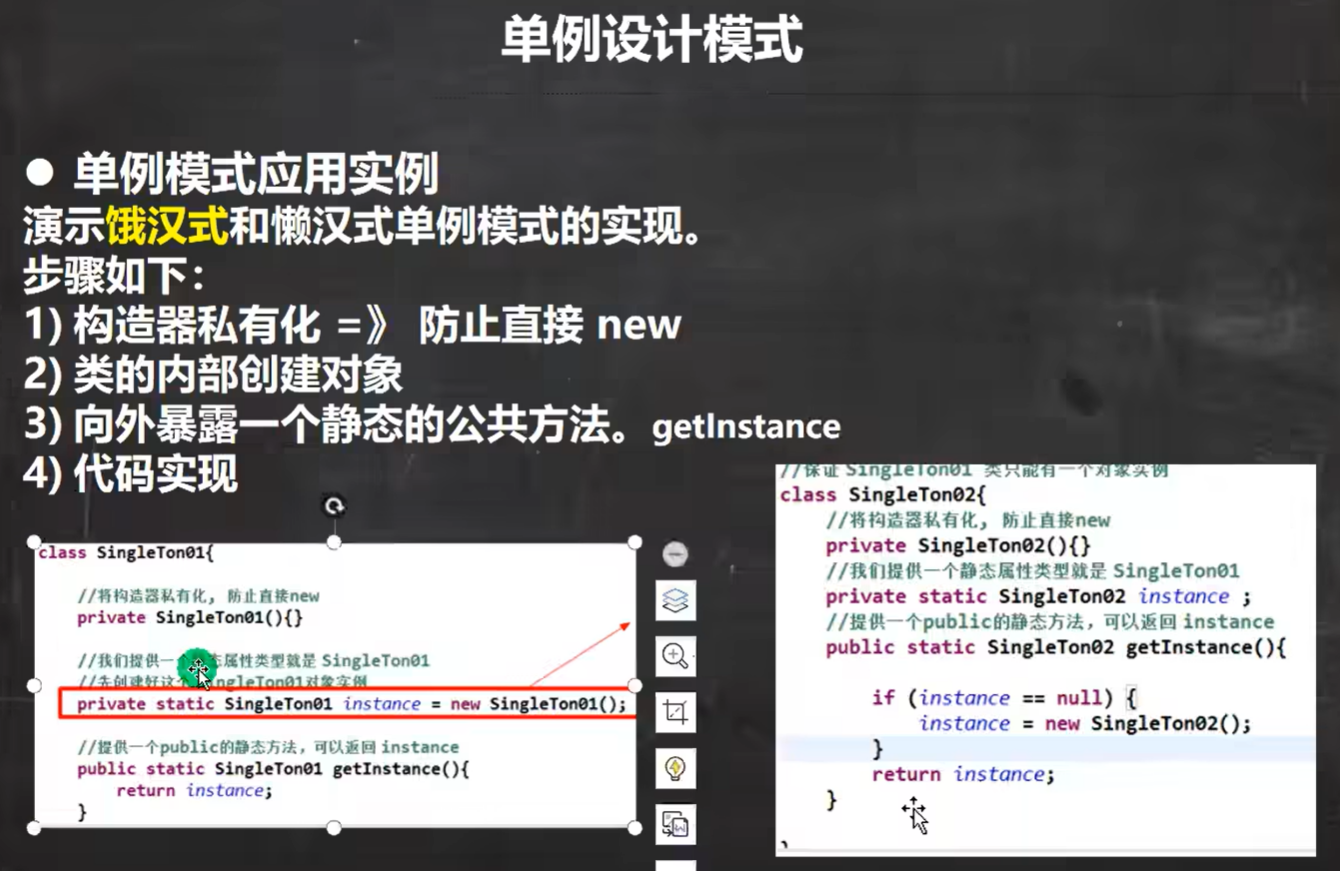 单例设计模式
● 单例模式应用实例
演示饿汉式和懒汉式单例模式的实现。
步骤如下：
1) 构造器私有化 =》 防止直接 new
2) 类的内部创建对象
3) 向外暴露一个静态的公共方法。getInstance
4) 代码实现
class SingleTon01{
//将构造器私有化, 防止直接new
private SingleTon01(){}
//我们提供一个静态属性类型就是 SingleTon01
//先创建好这个SingleTon01对象实例
private static SingleTon01 instance = new SingleTon01();
//提供一个public的静态方法，可以返回 instance
public static SingleTon01 getInstance(){
return instance;
}
//保证 SingleTon01 类只能有一个对象实例
class SingleTon02{
//将构造器私有化, 防止直接new
private SingleTon02(){}
//我们提供一个静态属性类型就是 SingleTon01
private static SingleTon02 instance ;
//提供一个public的静态方法，可以返回 instance
public static SingleTon02 getInstance(){
if (instance == null) {
instance = new SingleTon02();
}
return instance;
}